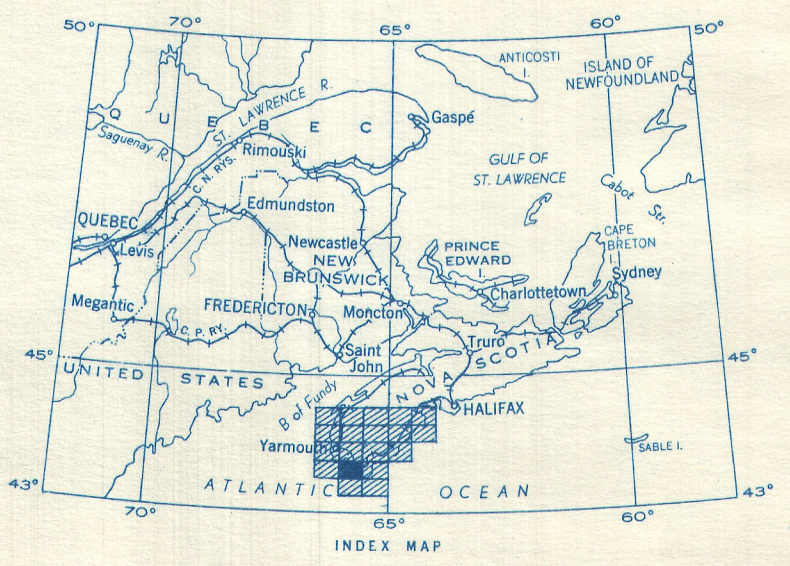 50° 70° 65° 60° 50°
ANTICOSTI
I.
ISLAND OF
NEWFOUNDLAND
QUEBEC
ST. LAWRENCE R.
Gaspé
Saguenay R.
Rimouski
C.N. RYS.
GULF OF
ST. LAWRENCE
Cabot Str.
Edmundston
QUEBEC
Levis
Newcastle
NEW
BRUNSWICK
PRINCE
EDWARD
I.
CAPE
BRETON
I.
Sydney
Megantic
FREDERICTON
Moncton
Charlottetown
C. P. RY.
Truro
45°
Saint
John
NOVA SCOTIA
45°
UNITED STATES
B of Fundy
HALIFAX
Yarmouth
SABLE I.
43°
ATLANTIC OCEAN
43°
70° 65° 60°
INDEX MAP